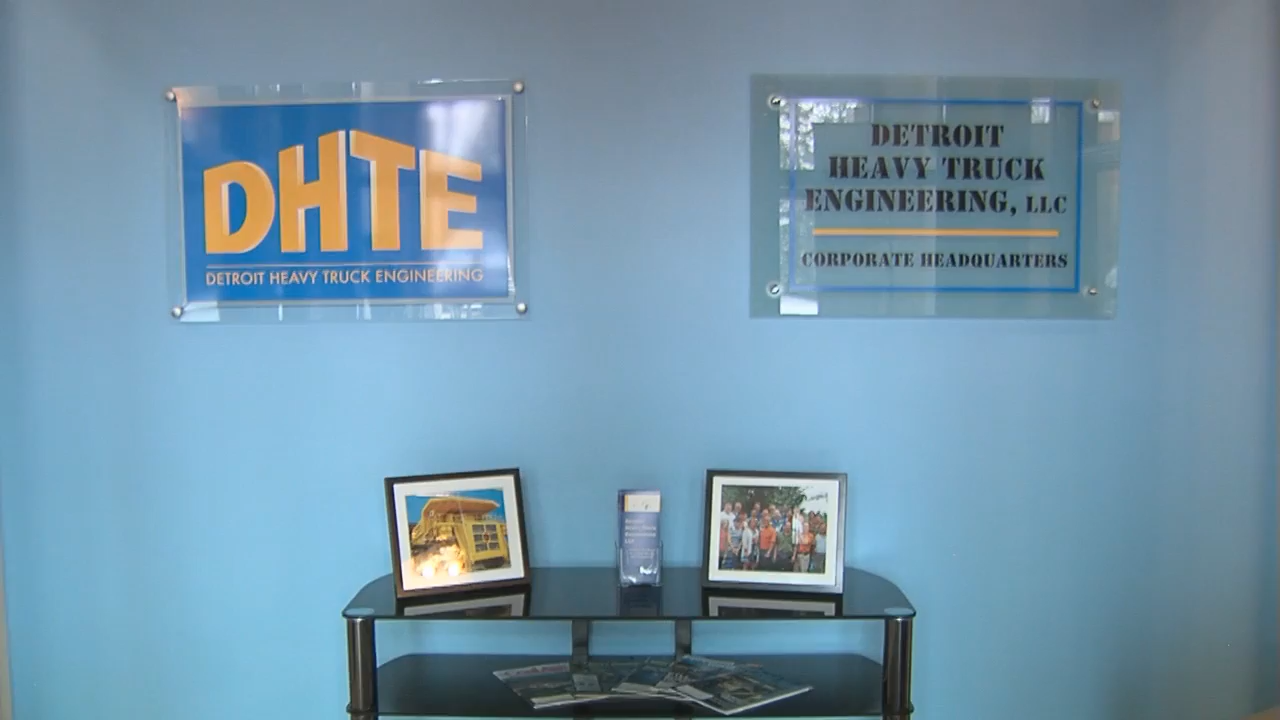 DHTE
DETROIT HEAVY TRUCK ENGINEERING
DETROIT
HEAVY TRUCK
ENGINEERING, LLC
CORPORATE HEADQUARTERS